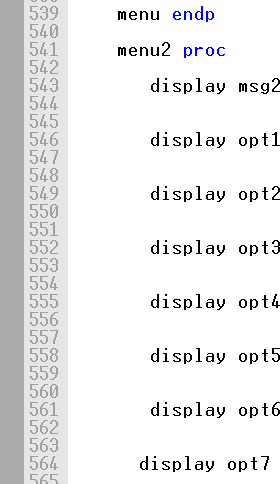 539 menu endp
540
541 menu2 proc
542
543 display msg2
544
545
546 display opt1
547
548
549 display opt2
550
551
552 display opt3
553
554
555 display opt4
556
557
558 display opt5
559
560
561 display opt6
562
563
564 display opt7
565